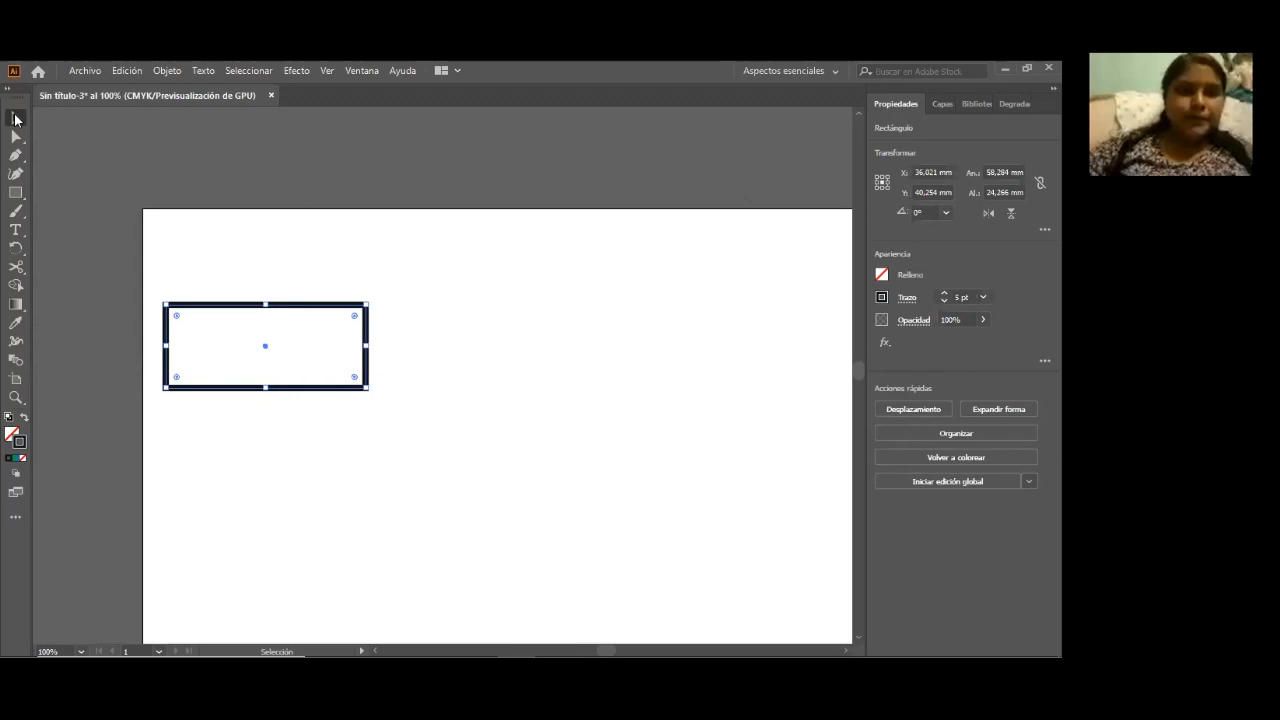 Ai
Archivo Edición Objeto Texto Seleccionar Efecto Ver Ventana Ayuda
Aspectos esenciales
Buscar en Adobe Stock
Sin título-3* al 100% (CMYK/Previsualización de GPU)
Propiedades Capas Bibliotec Degrada
Rectángulo
Transformar
X: 36,021 mm An.: 58,284 mm
Y: 40,254 mm Al.: 24,266 mm
0°
Apariencia
Relleno
Trazo 5 pt
Opacidad 100%
fx.
Acciones rápidas
Desplazamiento Expandir forma
Organizar
Volver a colorear
Iniciar edición global
100% 1 Selección